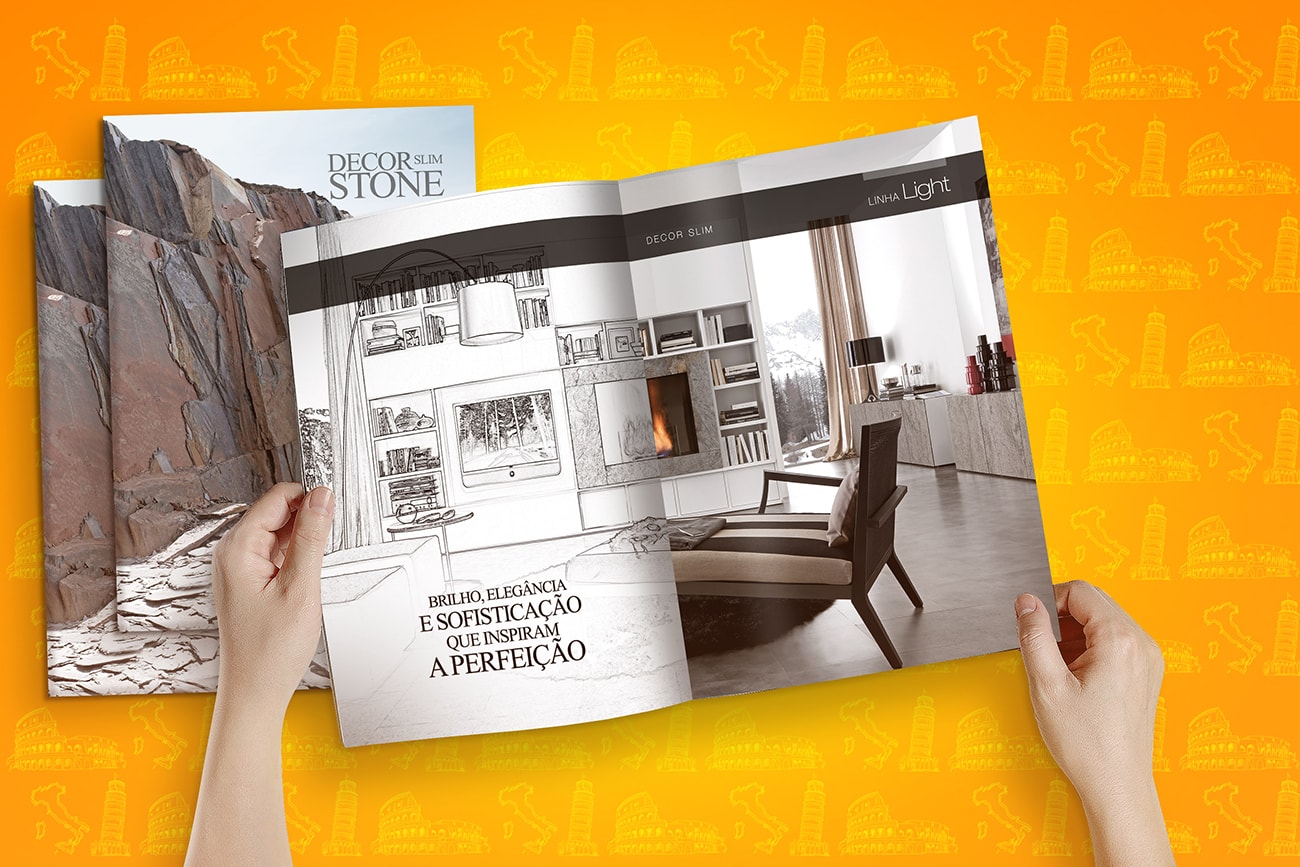 DECOR SLIM
STONE
DECOR SLIM
LINHA Light
BRILHO, ELEGÂNCIA
E SOFISTICAÇÃO
QUE INSPIRAM
A PERFEIÇÃO